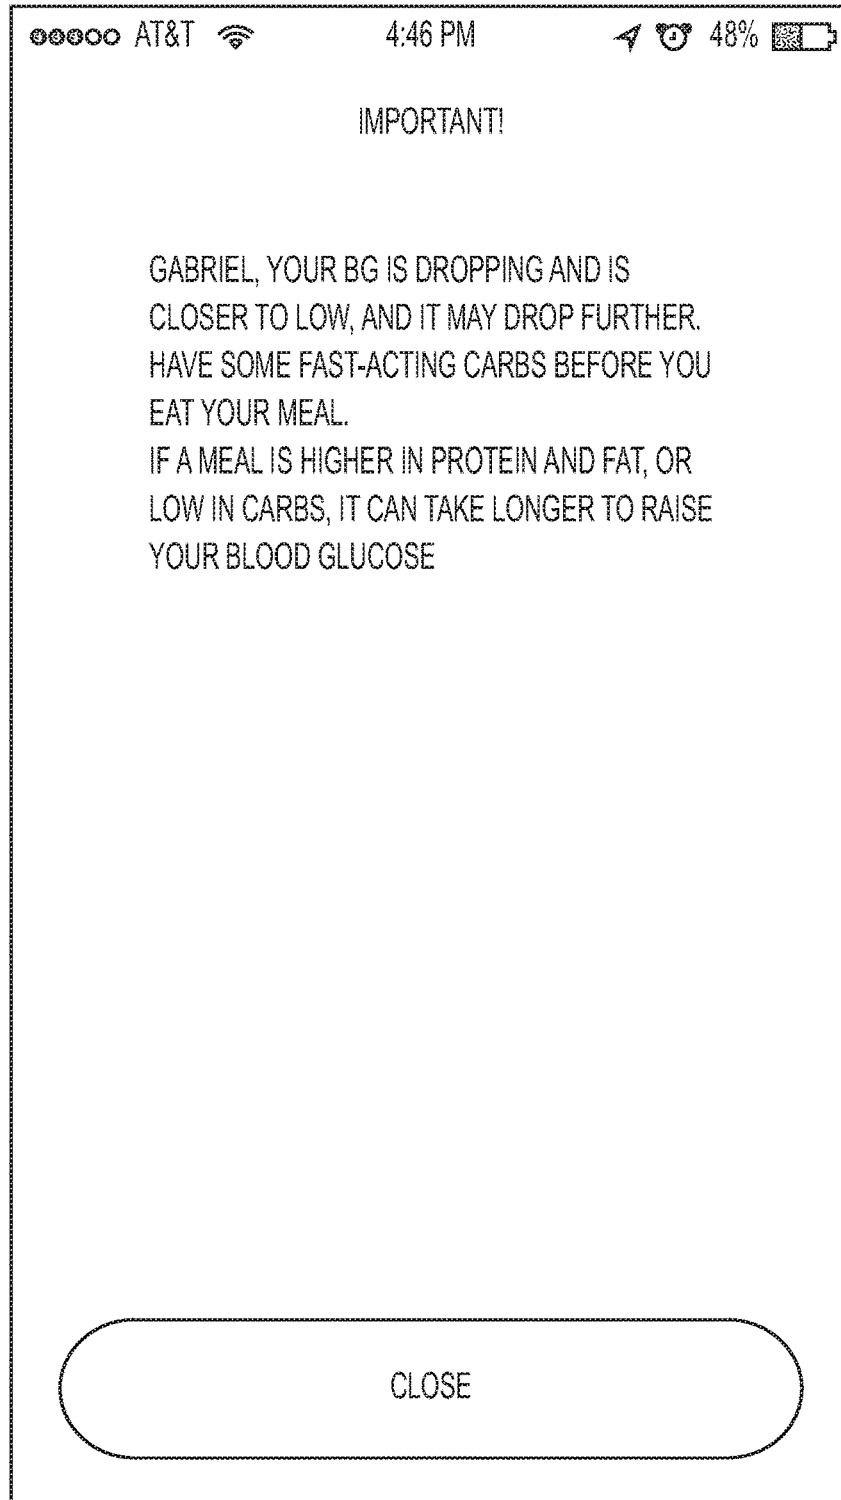 AT&T 4:46 PM 48%
IMPORTANT!
GABRIEL, YOUR BG IS DROPPING AND IS
CLOSER TO LOW, AND IT MAY DROP FURTHER.
HAVE SOME FAST-ACTING CARBS BEFORE YOU
EAT YOUR MEAL.
IF A MEAL IS HIGHER IN PROTEIN AND FAT, OR
LOW IN CARBS, IT CAN TAKE LONGER TO RAISE
YOUR BLOOD GLUCOSE
CLOSE